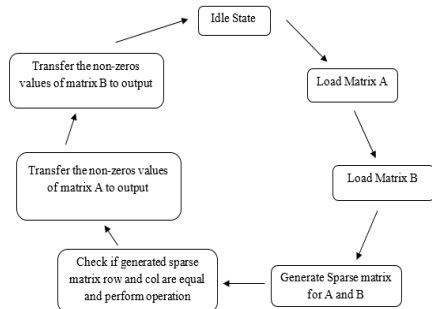 Idle State
Load Matrix A
Load Matrix B
Generate Sparse matrix
for A and B
Check if generated sparse
matrix row and col are equal
and perform operation
Transfer the non-zeros values
of matrix A to output
Transfer the non-zeros
values of matrix B to output